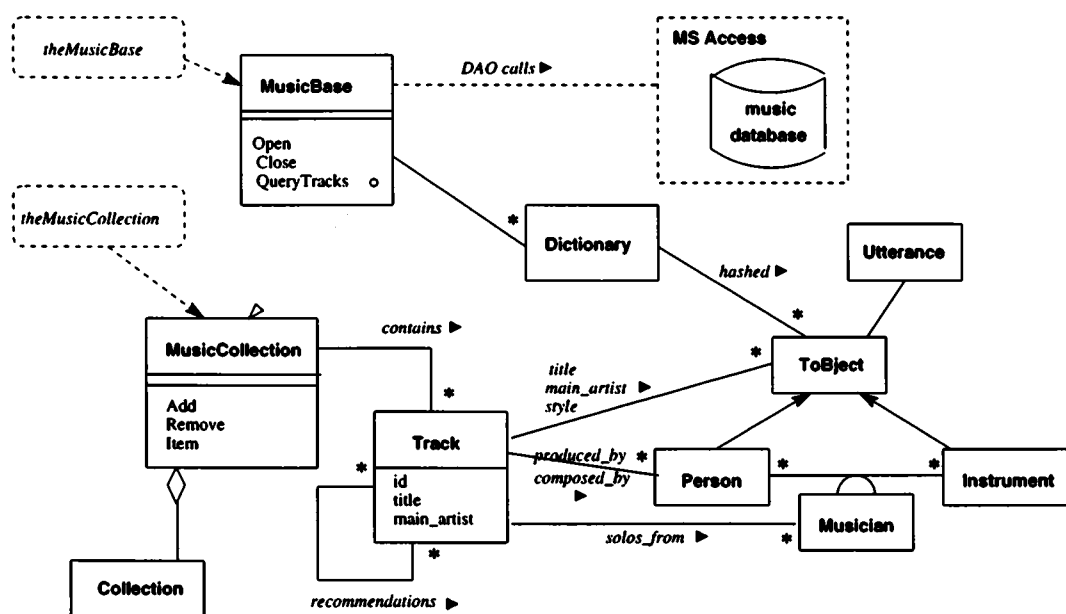 theMusicBase
MusicBase
Open
Close
QueryTracks
DAO calls
MS Access
music
database
theMusicCollection
MusicCollection
Add
Remove
Item
contains
*
Dictionary
*
hashed
*
Utterance
ToBject
*
title
main_artist
style
Track
id
title
main_artist
*
*
recommendations
produced_by
composed_by
*
Person
*
*
Instrument
Musician
*
solos_from
Collection